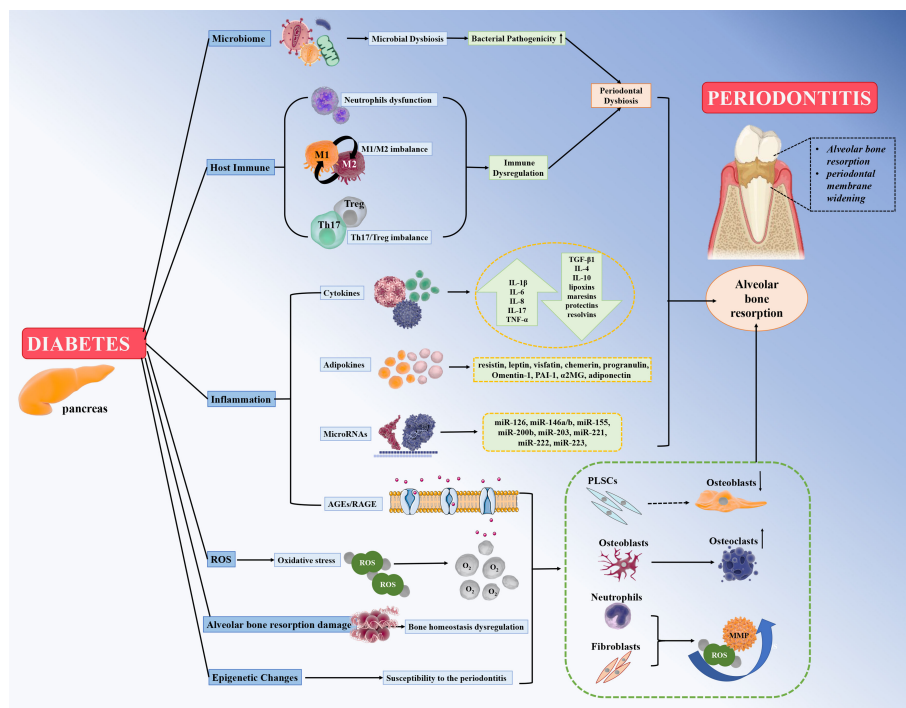 Microbiome
Microbial Dysbiosis
Bacterial Pathogenicity ↑
Periodontal
Dysbiosis
Host Immune
Neutrophils dysfunction
M1
M2
M1/M2 imbalance
Treg
Th17
Th17/Treg imbalance
Immune
Dysregulation
PERIODONTITIS
• Alveolar bone
resorption
• periodontal
membrane
widening
Alveolar
bone
resorption
DIABETES
pancreas
Inflammation
Cytokines
IL-1β
IL-6
IL-8
IL-17
TNF-α
TGF-β1
IL-4
IL-10
lipoxins
maresins
protectins
resolvins
Adipokines
resistin, leptin, visfatin, chemerin, progranulin,
Omentin-1, PAI-1, α2MG, adiponectin
MicroRNAs
miR-126, miR-146a/b, miR-155,
miR-200b, miR-203, miR-221,
miR-222, miR-223,
AGEs/RAGE
ROS
Oxidative stress
ROS
ROS
O2
O2
O2
O2
Alveolar bone resorption damage
Bone homeostasis dysregulation
Epigenetic Changes
Susceptibility to the periodontitis
PLSCs
Osteoblasts↓
Osteoblasts
Osteoclasts↑
Neutrophils
Fibroblasts
MMP
ROS